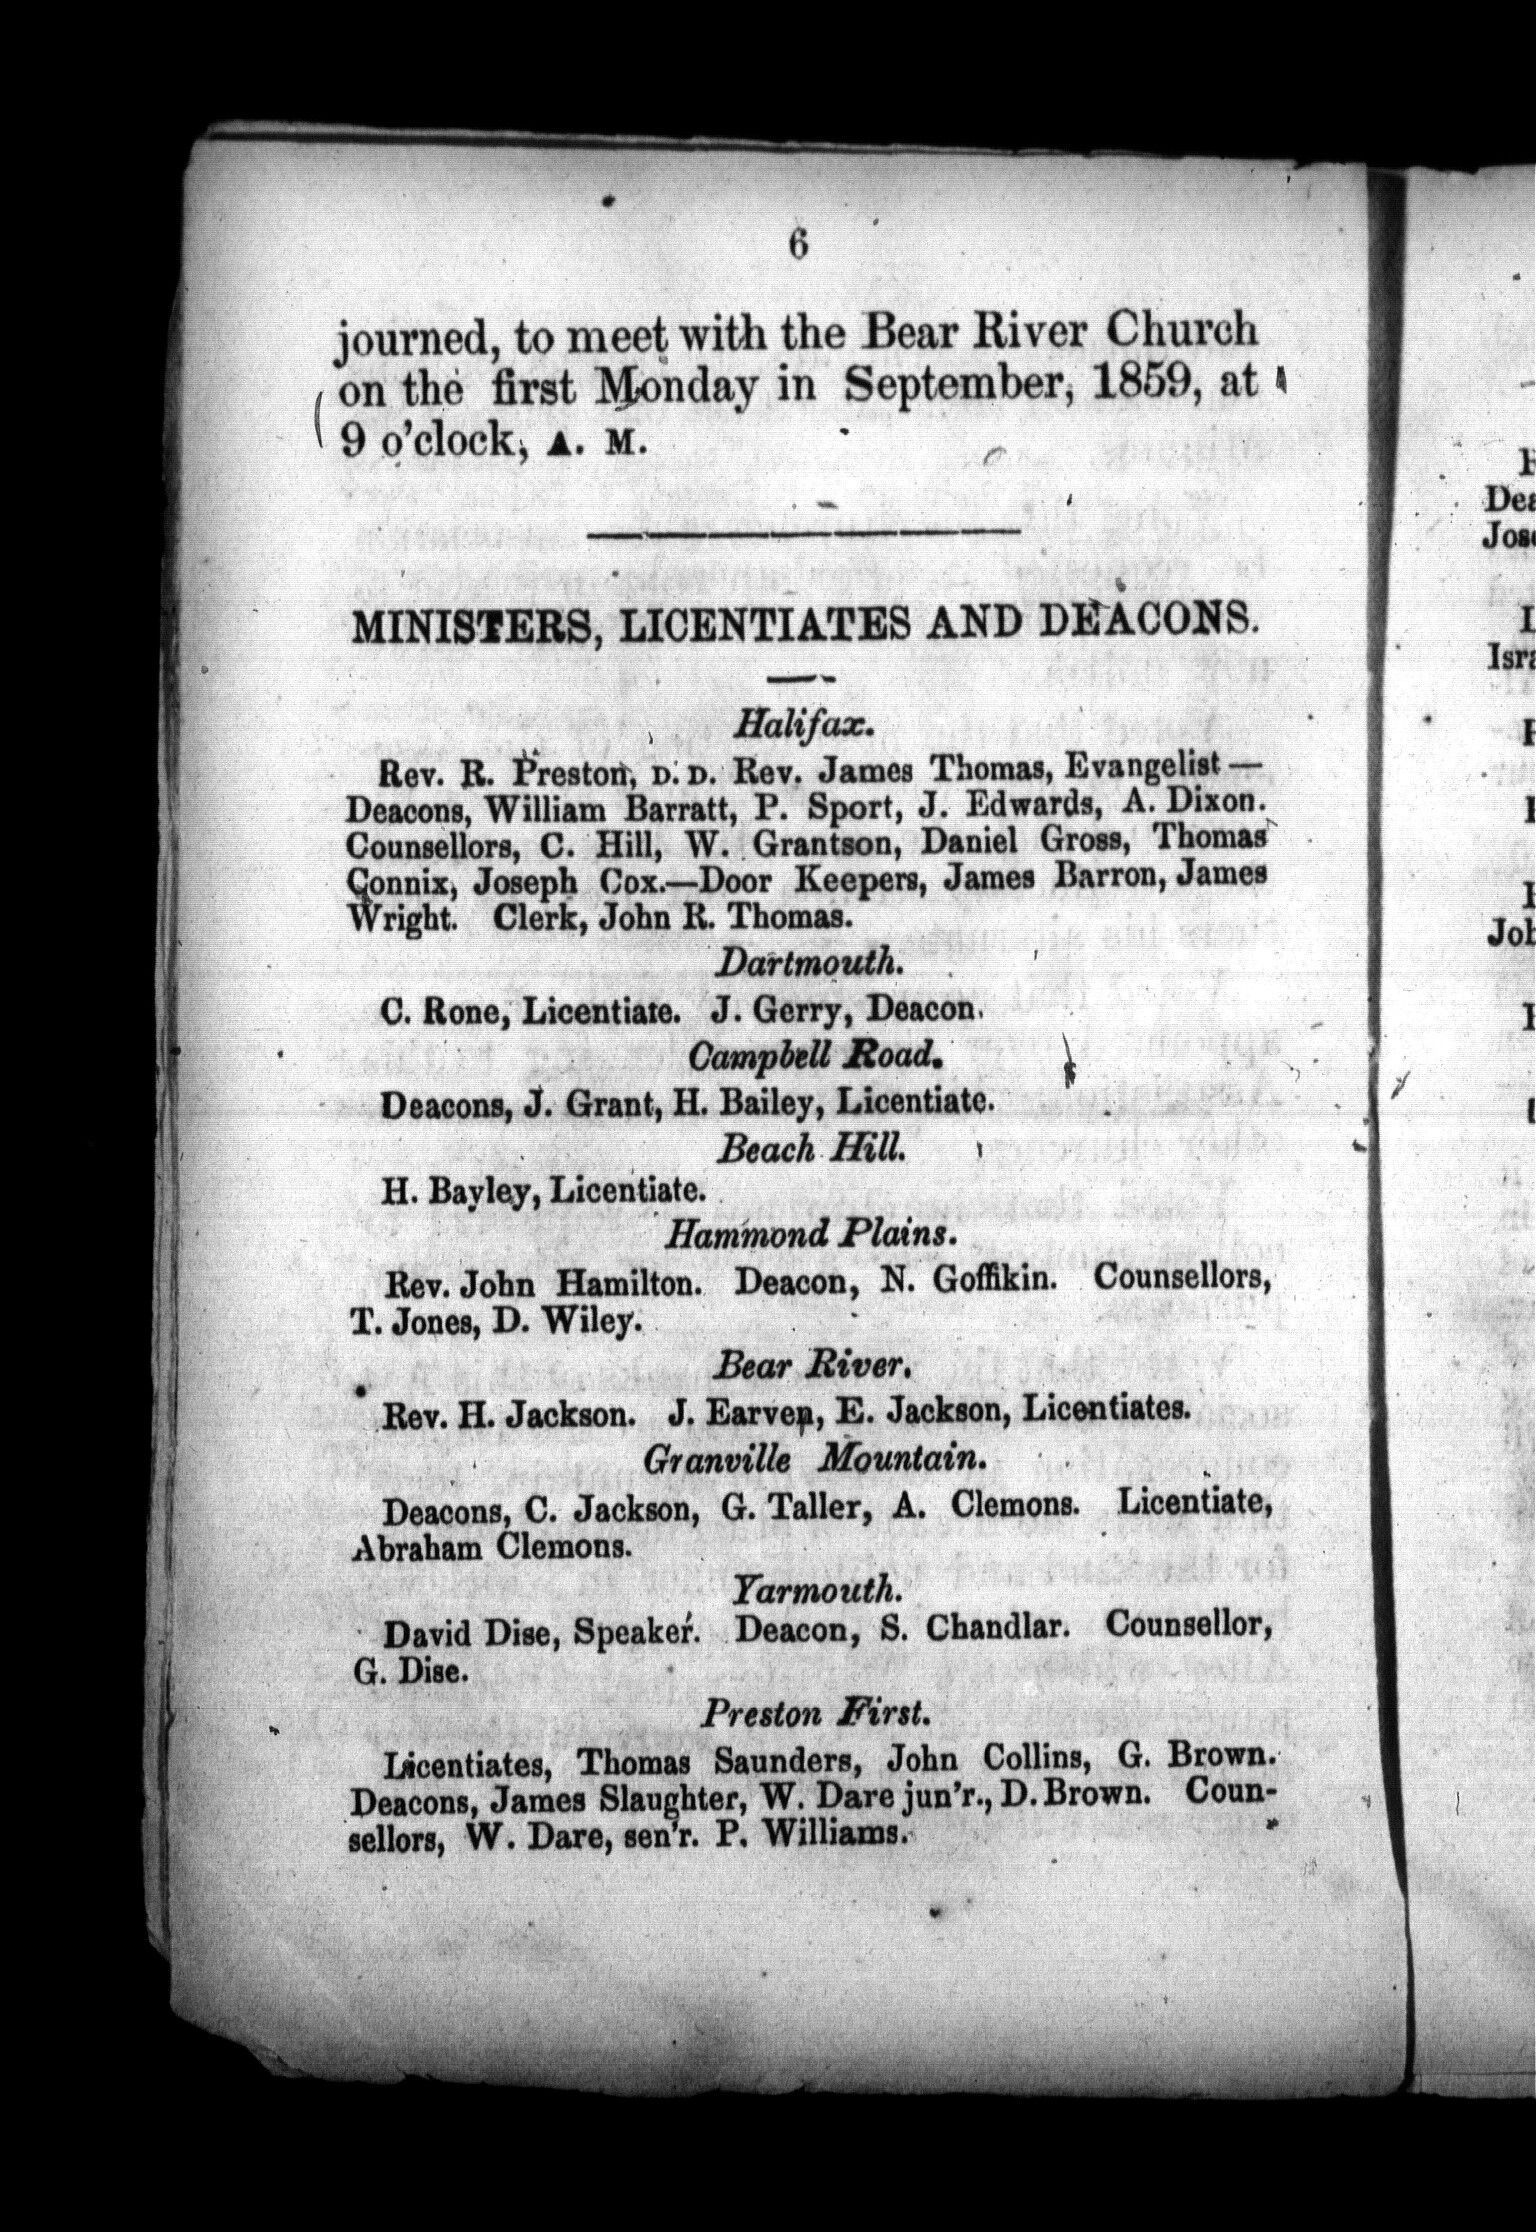 6
journed, to meet with the Bear River Church
on the first Monday in September, 1859, at
9 o'clock, A. M.
MINISTERS, LICENTIATES AND DEACONS.
Halifax.
Rev. R. Preston, D. D. Rev. James Thomas, Evangelist—
Deacons, William Barratt, P. Sport, J. Edwards, A. Dixon.
Counsellors, C. Hill, W. Grantson, Daniel Gross, Thomas
Connix, Joseph Cox.—Door Keepers, James Barron, James
Wright. Clerk, John R. Thomas.
Dartmouth.
C. Rone, Licentiate. J. Gerry, Deacon.
Campbell Road.
Deacons, J. Grant, H. Bailey, Licentiate.
Beach Hill.
H. Bayley, Licentiate.
Hammond Plains.
Rev. John Hamilton. Deacon, N. Goffikin. Counsellors,
T. Jones, D. Wiley.
Bear River.
Rev. H. Jackson. J. Earven, E. Jackson, Licentiates.
Granville Mountain.
Deacons, C. Jackson, G. Taller, A. Clemons. Licentiate,
Abraham Clemons.
Yarmouth.
David Dise, Speaker. Deacon, S. Chandlar. Counsellor,
G. Dise.
Preston First.
Licentiates, Thomas Saunders, John Collins, G. Brown.
Deacons, James Slaughter, W. Dare jun'r., D. Brown. Coun-
sellors, W. Dare, sen'r. P. Williams.